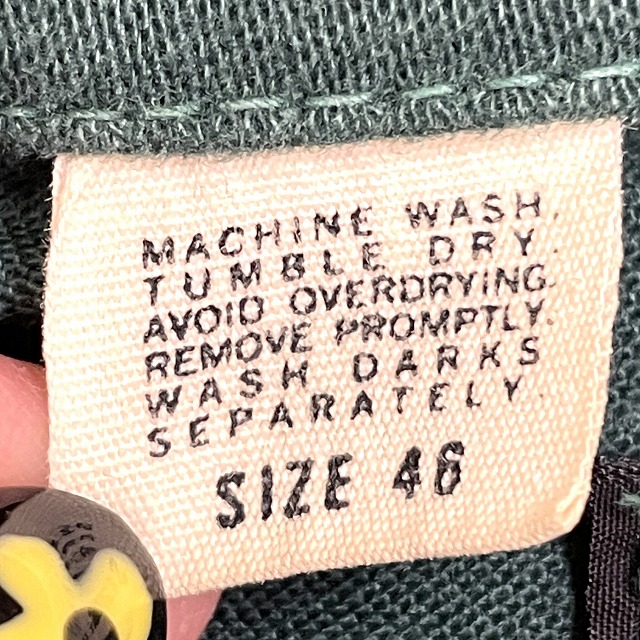 MACHINE WASH.
TUMBLE DRY.
AVOID OVERDRYING.
REMOVE PROMPTLY.
WASH DARKS
SEPARATELY.
SIZE 46